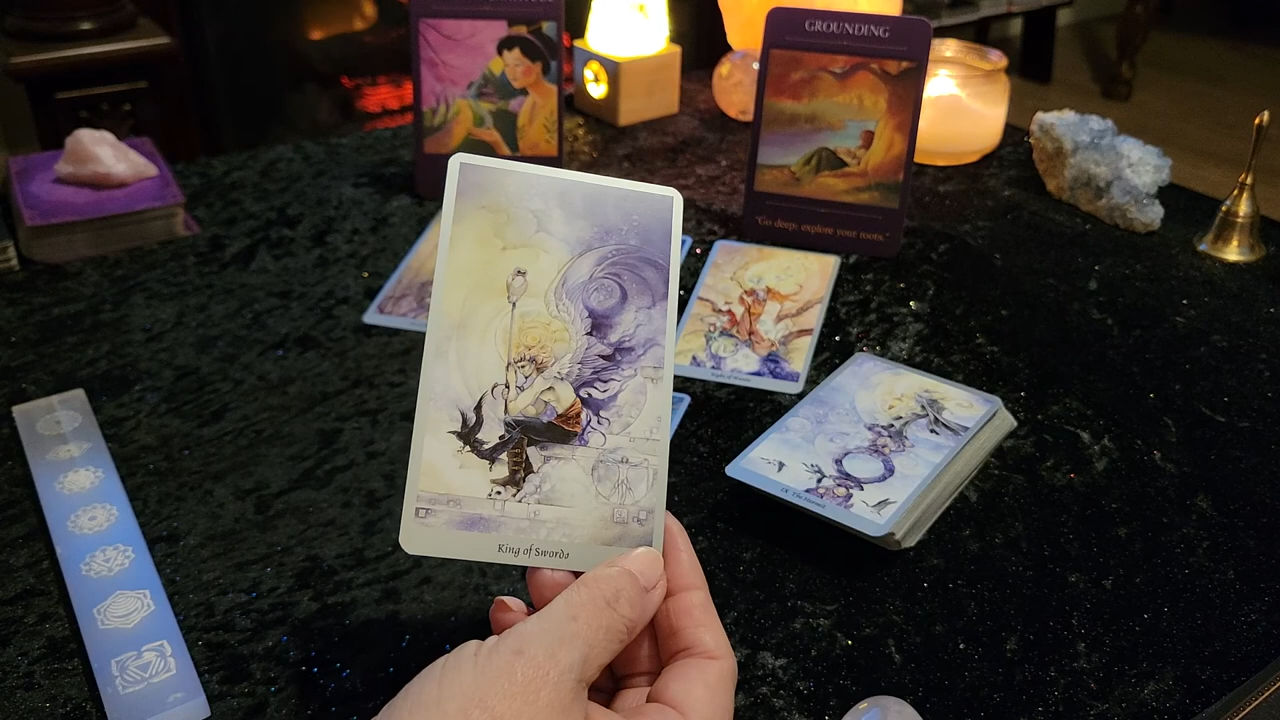 GROUNDING
"Go deep; explore your roots."
King of Swords
IX The Hermit